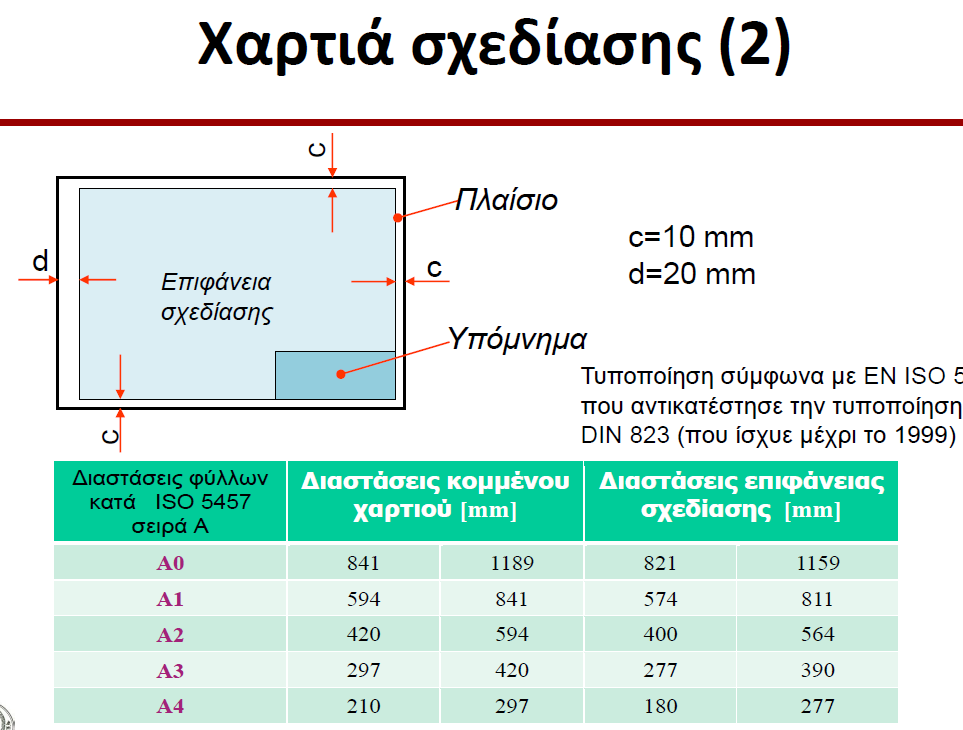 Χαρτιά σχεδίασης (2)
c
Πλαίσιο
c=10 mm
d
c
d=20 mm
Επιφάνεια
σχεδίασης
Υπόμνημα
Τυποποίηση σύμφωνα με EN ISO
που αντικατέστησε την τυποποίηση
c
DIN 823 (που ίσχυε μέχρι το 1999)
Διαστάσεις φύλλων
κατά ISO 5457
σειρά Α
Διαστάσεις κομμένου
χαρτιού [mm]
Διαστάσεις επιφάνειας
σχεδίασης [mm]
A0 841 1189 821 1159
A1 594 841 574 811
A2 420 594 400 564
A3 297 420 277 390
A4 210 297 180 277